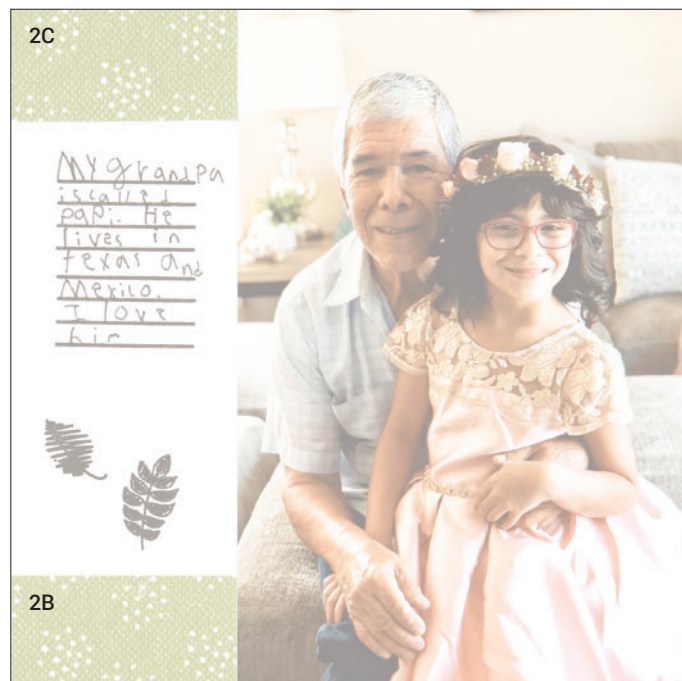 2C
My grandpa
is called
papi. He
lives in
texas and
Mexico.
I love
him
2B